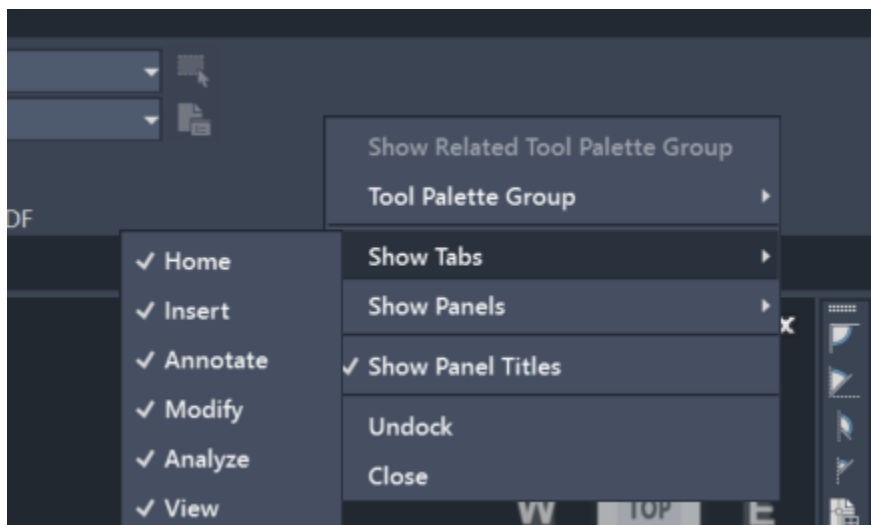 Show Related Tool Palette Group
Tool Palette Group
DF
Show Tabs
Show Panels
Show Panel Titles
Undock
Close
Home
Insert
Annotate
Modify
Analyze
View
W TOP E